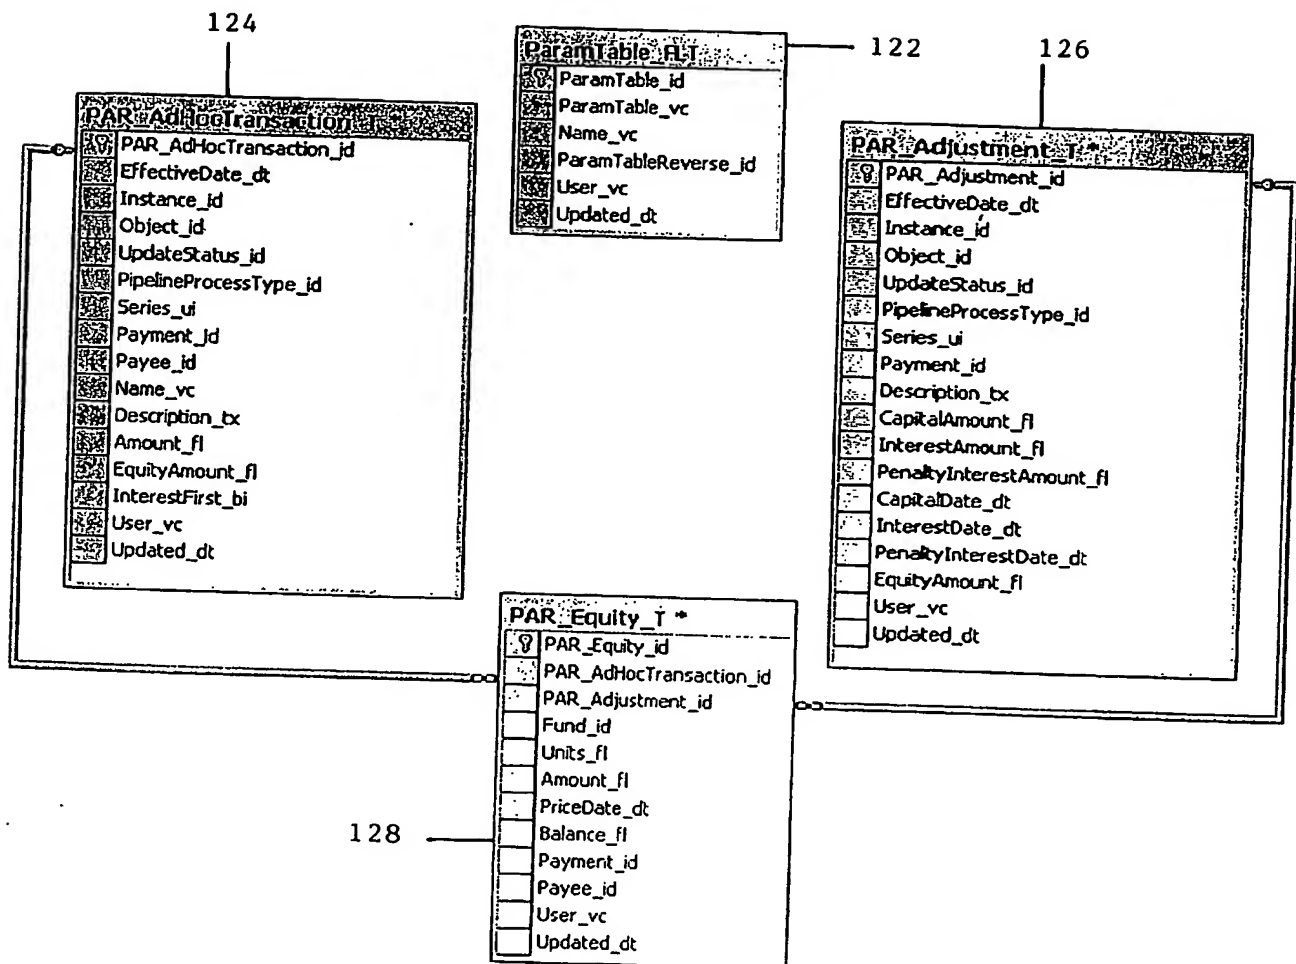 124
PAR_AdHocTransaction_T *
PAR_AdHocTransaction_id
EffectiveDate_dt
Instance_id
Object_id
UpdateStatus_id
PipelineProcessType_id
Series_ui
Payment_id
Payee_id
Name_vc
Description_tx
Amount_fl
EquityAmount_fl
InterestFirst_bi
User_vc
Updated_dt
ParamTable_FLT
122
ParamTable_id
ParamTable_vc
Name_vc
ParamTableReverse_id
User_vc
Updated_dt
126
PAR_Adjustment_T *
PAR_Adjustment_id
EffectiveDate_dt
Instance_id
Object_id
UpdateStatus_id
PipelineProcessType_id
Series_ui
Payment_id
Description_tx
CapitalAmount_fl
InterestAmount_fl
PenaltyInterestAmount_fl
CapitalDate_dt
InterestDate_dt
PenaltyInterestDate_dt
EquityAmount_fl
User_vc
Updated_dt
PAR_Equity_T *
PAR_Equity_id
PAR_AdHocTransaction_id
PAR_Adjustment_id
Fund_id
Units_fl
Amount_fl
PriceDate_dt
Balance_fl
Payment_id
Payee_id
User_vc
Updated_dt
128